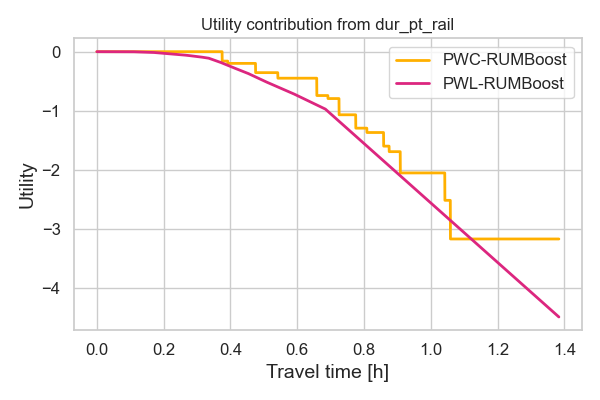 Utility contribution from dur_pt_rail
PWC-RUMBoost
PWL-RUMBoost
Utility
0
−1
−2
−3
−4
0.0 0.2 0.4 0.6 0.8 1.0 1.2 1.4
Travel time [h]